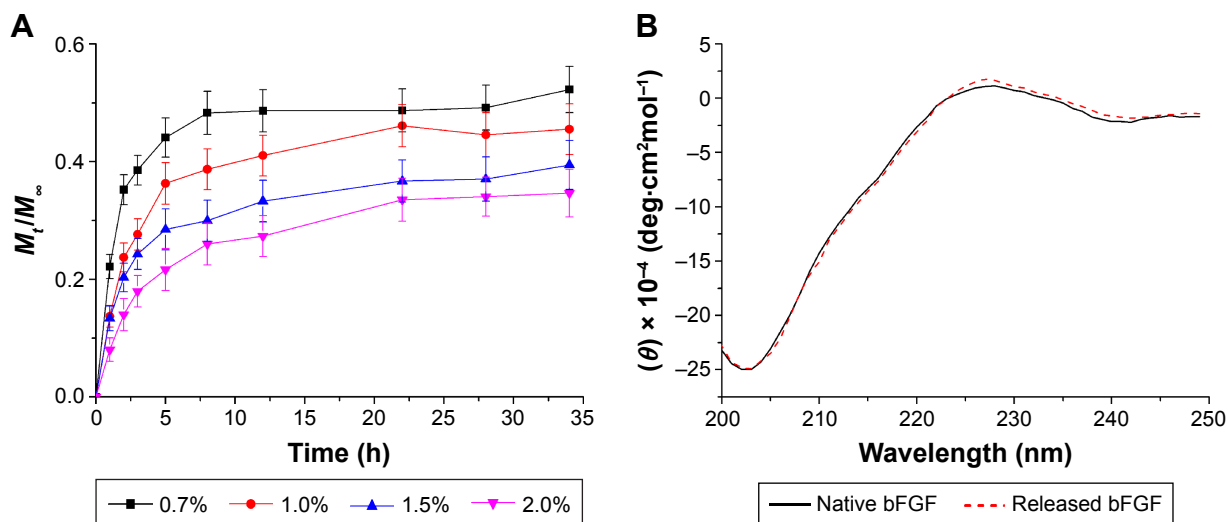 A
0.6
0.4
0.2
0.0
Mt/M∞
0 5 10 15 20 25 30 35
Time (h)
0.7% 1.0% 1.5% 2.0%
B
5
0
–5
–10
–15
–20
–25
(θ) × 10⁻⁴ (deg·cm²mol⁻¹)
200 210 220 230 240 250
Wavelength (nm)
Native bFGF Released bFGF